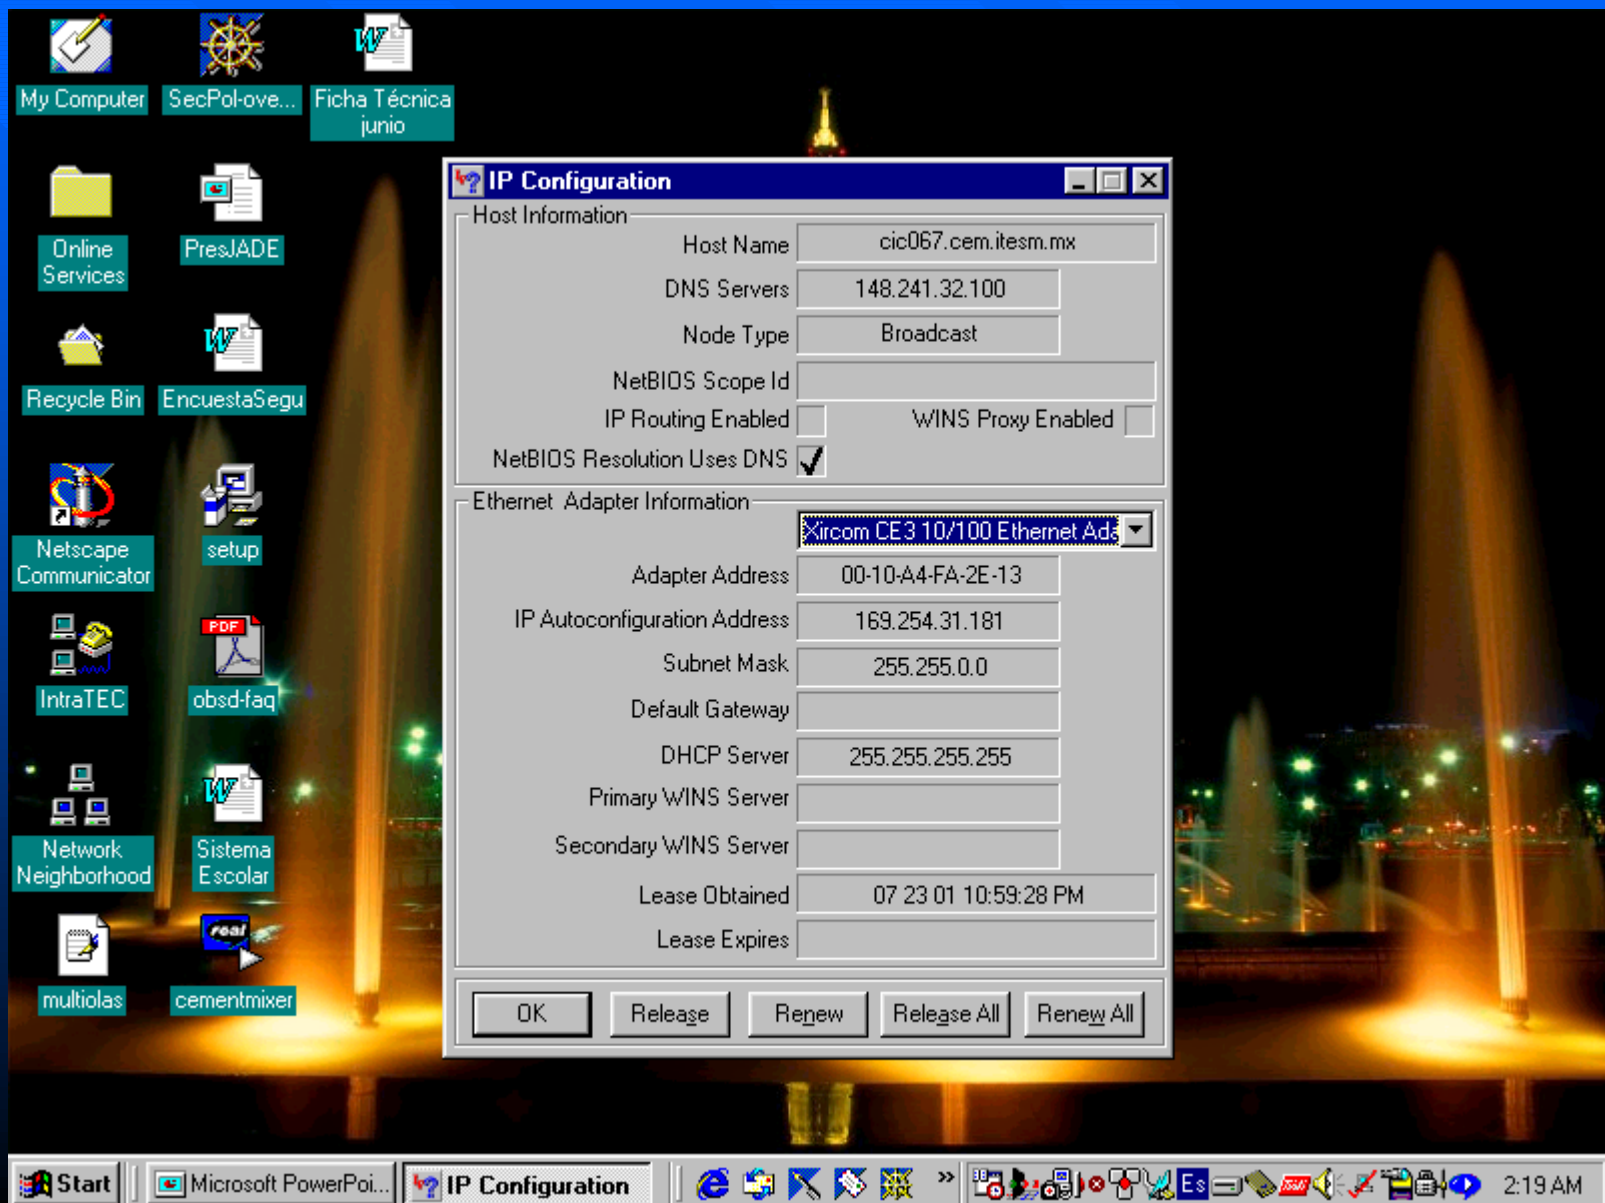 My Computer
SecPol-ove...
Ficha Técnica
junio
Online
Services
PresJADE
Recycle Bin
EncuestaSegu
Netscape
Communicator
setup
IntraTEC
PDF
obsd-faq
Network
Neighborhood
Sistema
Escolar
multiolas
real
cementmixer
IP Configuration
Host Information
Host Name
cic067.cem.itesm.mx
DNS Servers
148.241.32.100
Node Type
Broadcast
NetBIOS Scope Id
IP Routing Enabled
WINS Proxy Enabled
NetBIOS Resolution Uses DNS
Ethernet Adapter Information
Xircom CE3 10/100 Ethernet Ada
Adapter Address
00-10-A4-FA-2E-13
IP Autoconfiguration Address
169.254.31.181
Subnet Mask
255.255.0.0
Default Gateway
DHCP Server
255.255.255.255
Primary WINS Server
Secondary WINS Server
Lease Obtained
07 23 01 10:59:28 PM
Lease Expires
OK
Release
Renew
Release All
Renew All
Start
Microsoft PowerPoi...
IP Configuration
Es
2:19 AM